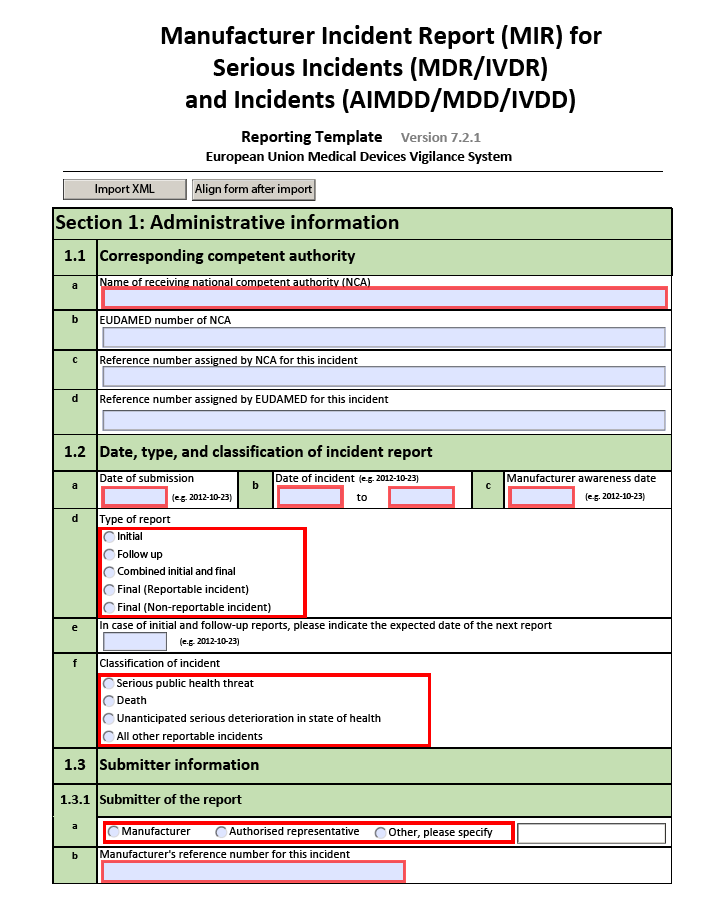 Manufacturer Incident Report (MIR) for
Serious Incidents (MDR/IVDR)
and Incidents (AIMDD/MDD/IVDD)
Reporting Template Version 7.2.1
European Union Medical Devices Vigilance System
Import XML Align form after import
Section 1: Administrative information
1.1 Corresponding competent authority
a Name of receiving national competent authority (NCA)
b EUDAMED number of NCA
c Reference number assigned by NCA for this incident
d Reference number assigned by EUDAMED for this incident
1.2 Date, type, and classification of incident report
a Date of submission (e.g. 2012-10-23)
b Date of incident (e.g. 2012-10-23) to
c Manufacturer awareness date (e.g. 2012-10-23)
d Type of report
Initial
Follow up
Combined initial and final
Final (Reportable incident)
Final (Non-reportable incident)
e In case of initial and follow-up reports, please indicate the expected date of the next report
(e.g. 2012-10-23)
f Classification of incident
Serious public health threat
Death
Unanticipated serious deterioration in state of health
All other reportable incidents
1.3 Submitter information
1.3.1 Submitter of the report
a Manufacturer Authorised representative Other, please specify
b Manufacturer's reference number for this incident